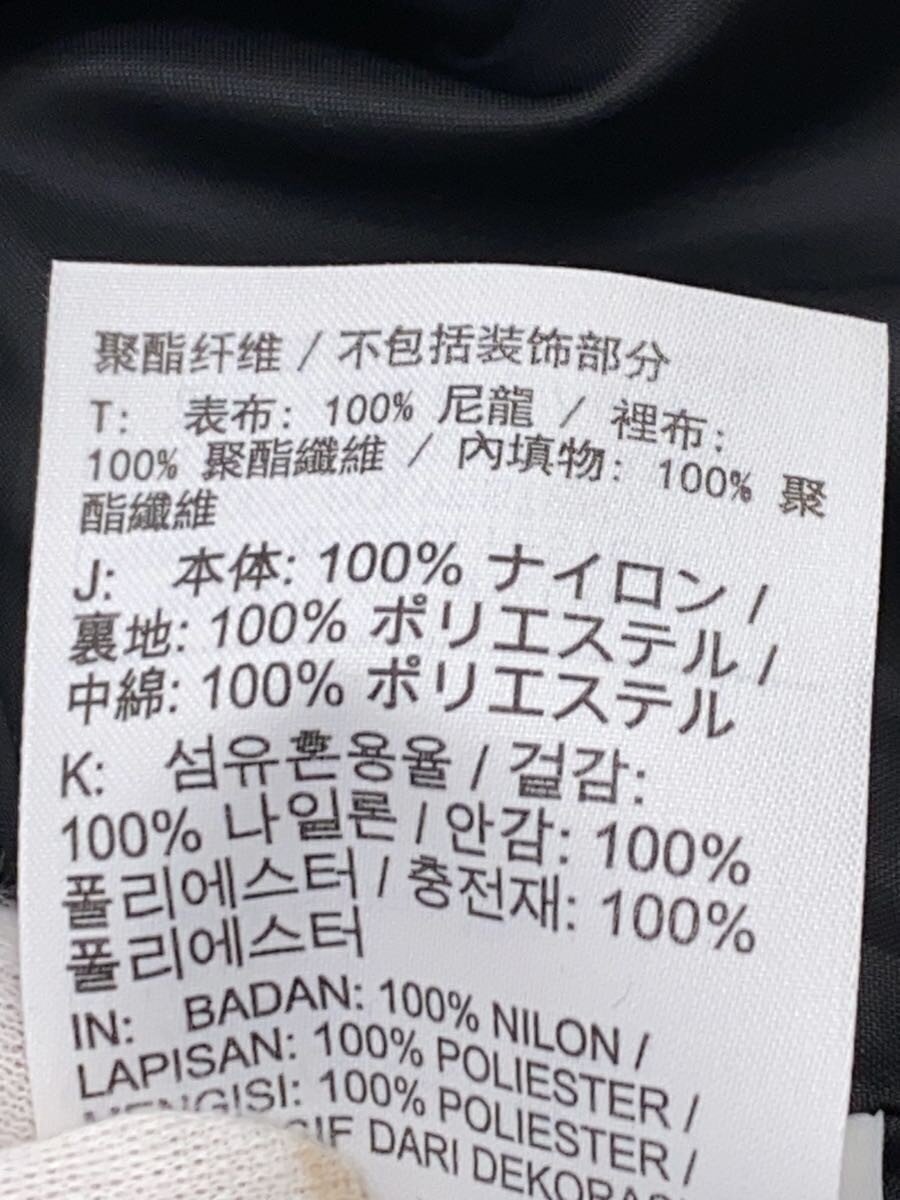 聚酯纤维 / 不包括装饰部分
T: 表布: 100% 尼龍 / 裡布:
100% 聚酯纖維 / 內填物: 100% 聚
酯纖維
J: 本体: 100% ナイロン /
裏地: 100% ポリエステル /
中綿: 100% ポリエステル
K: 섬유혼용율 / 겉감:
100% 나일론 / 안감: 100%
폴리에스터 / 충전재: 100%
폴리에스터
IN: BADAN: 100% NILON /
LAPISAN: 100% POLIESTER /
MENGISI: 100% POLIESTER /
DARI